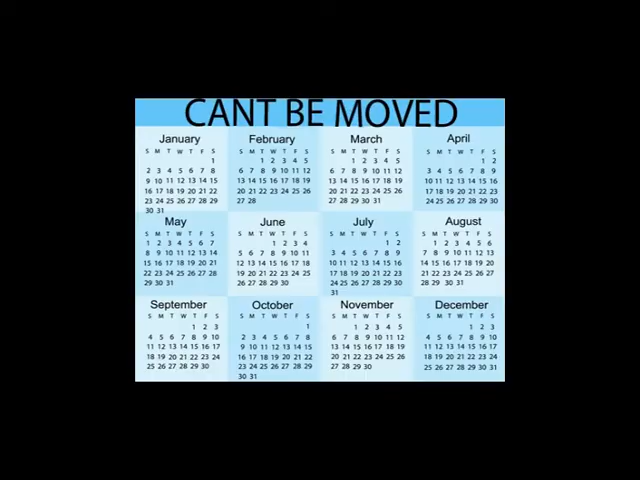 CANT BE MOVED
January
S M T W T F S
1
2 3 4 5 6 7 8
9 10 11 12 13 14 15
16 17 18 19 20 21 22
23 24 25 26 27 28 29
30 31
February
S M T W T F S
1 2 3 4 5
6 7 8 9 10 11 12
13 14 15 16 17 18 19
20 21 22 23 24 25 26
27 28
March
S M T W T F S
1 2 3 4 5
6 7 8 9 10 11 12
13 14 15 16 17 18 19
20 21 22 23 24 25 26
27 28 29 30 31
April
S M T W T F S
1 2
3 4 5 6 7 8 9
10 11 12 13 14 15 16
17 18 19 20 21 22 23
24 25 26 27 28 29 30
May
S M T W T F S
1 2 3 4 5 6 7
8 9 10 11 12 13 14
15 16 17 18 19 20 21
22 23 24 25 26 27 28
29 30 31
June
S M T W T F S
1 2 3 4
5 6 7 8 9 10 11
12 13 14 15 16 17 18
19 20 21 22 23 24 25
26 27 28 29 30
July
S M T W T F S
1 2
3 4 5 6 7 8 9
10 11 12 13 14 15 16
17 18 19 20 21 22 23
24 25 26 27 28 29 30
31
August
S M T W T F S
1 2 3 4 5 6
7 8 9 10 11 12 13
14 15 16 17 18 19 20
21 22 23 24 25 26 27
28 29 30 31
September
S M T W T F S
1 2 3
4 5 6 7 8 9 10
11 12 13 14 15 16 17
18 19 20 21 22 23 24
25 26 27 28 29 30
October
S M T W T F S
1
2 3 4 5 6 7 8
9 10 11 12 13 14 15
16 17 18 19 20 21 22
23 24 25 26 27 28 29
30 31
November
S M T W T F S
1 2 3 4 5
6 7 8 9 10 11 12
13 14 15 16 17 18 19
20 21 22 23 24 25 26
27 28 29 30
December
S M T W T F S
1 2 3
4 5 6 7 8 9 10
11 12 13 14 15 16 17
18 19 20 21 22 23 24
25 26 27 28 29 30 31